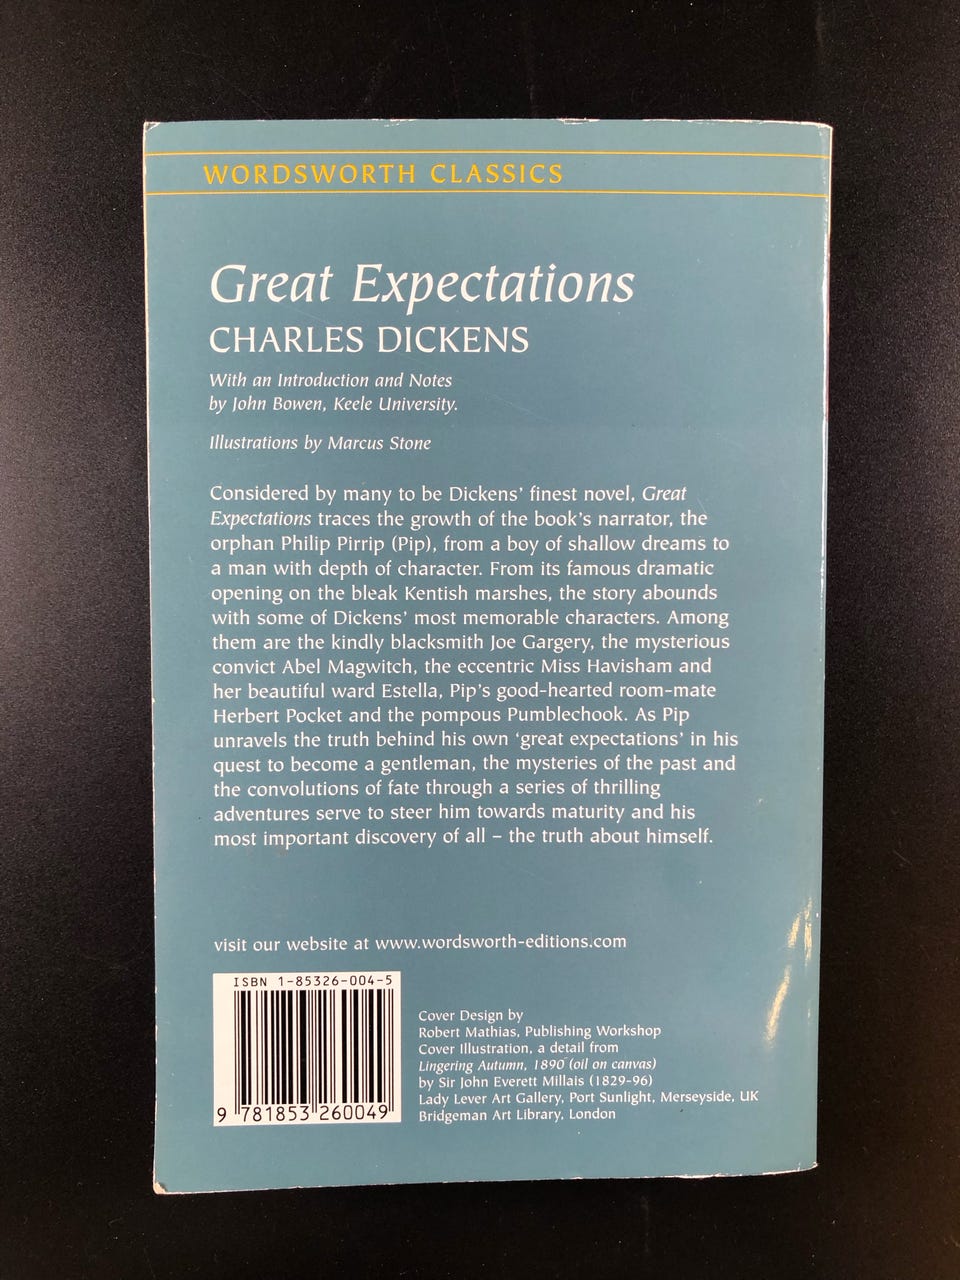 WORDSWORTH CLASSICS
Great Expectations
CHARLES DICKENS
With an Introduction and Notes
by John Bowen, Keele University.
Illustrations by Marcus Stone
Considered by many to be Dickens’ finest novel, Great
Expectations traces the growth of the book’s narrator, the
orphan Philip Pirrip (Pip), from a boy of shallow dreams to
a man with depth of character. From its famous dramatic
opening on the bleak Kentish marshes, the story abounds
with some of Dickens’ most memorable characters. Among
them are the kindly blacksmith Joe Gargery, the mysterious
convict Abel Magwitch, the eccentric Miss Havisham and
her beautiful ward Estella, Pip’s good-hearted room-mate
Herbert Pocket and the pompous Pumblechook. As Pip
unravels the truth behind his own ‘great expectations’ in his
quest to become a gentleman, the mysteries of the past and
the convolutions of fate through a series of thrilling
adventures serve to steer him towards maturity and his
most important discovery of all – the truth about himself.
visit our website at www.wordsworth-editions.com
ISBN 1-85326-004-5
9 781853 260049
Cover Design by
Robert Mathias, Publishing Workshop
Cover Illustration, a detail from
Lingering Autumn, 1890 (oil on canvas)
by Sir John Everett Millais (1829-96)
Lady Lever Art Gallery, Port Sunlight, Merseyside, UK
Bridgeman Art Library, London